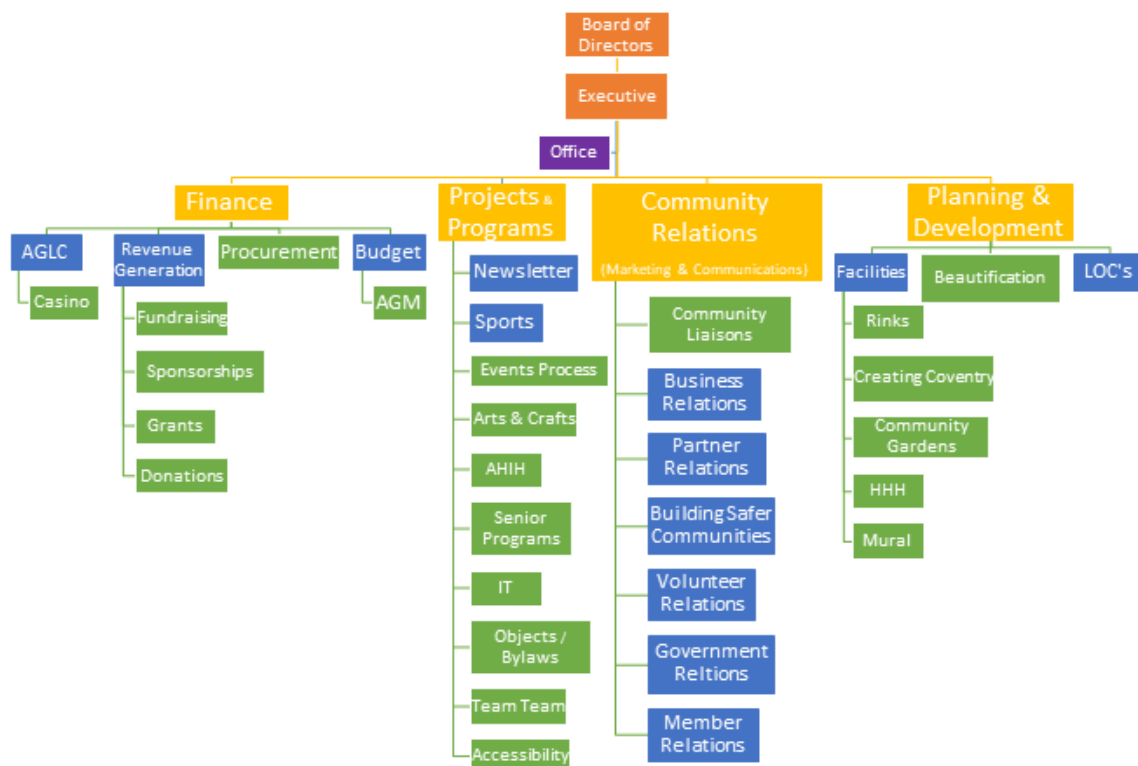 Board of
Directors
Executive
Office
Finance
Projects &
Programs
Community
Relations
(Marketing & Communications)
Planning &
Development
AGLC
Revenue
Generation
Procurement
Budget
Casino
Fundraising
Sponsorships
Grants
Donations
AGM
Newsletter
Sports
Events Process
Arts & Crafts
AHIH
Senior
Programs
IT
Objects /
Bylaws
Team Team
Accessibility
Community
Liaisons
Business
Relations
Partner
Relations
Building Safer
Communities
Volunteer
Relations
Government
Reltions
Member
Relations
Facilities
Beautification
LOC's
Rinks
Creating Coventry
Community
Gardens
HHH
Mural